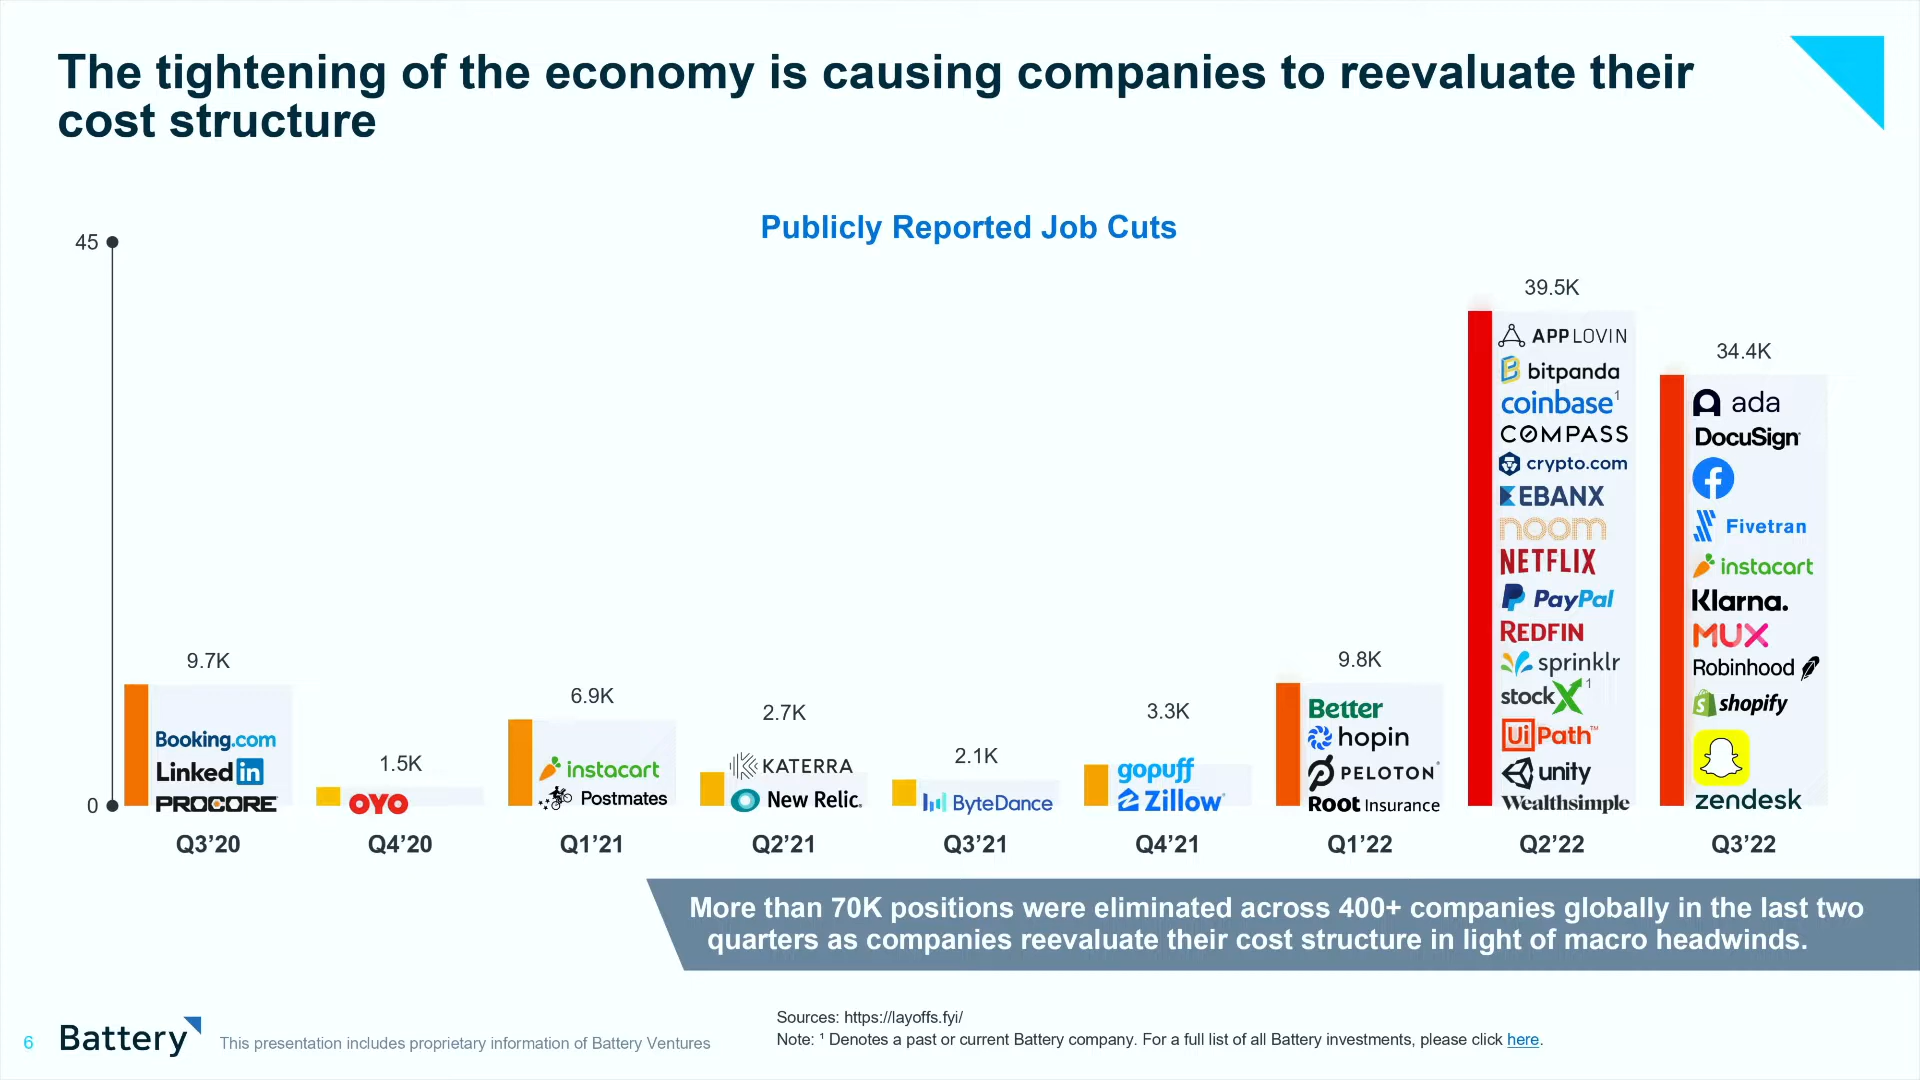 The tightening of the economy is causing companies to reevaluate their
cost structure
Publicly Reported Job Cuts
45
0
9.7K
Booking.com
Linked in
PROCORE
Q3’20
1.5K
OYO
Q4’20
6.9K
instacart
Postmates
Q1’21
2.7K
KATERRA
New Relic.
Q2’21
2.1K
ByteDance
Q3’21
3.3K
gopuff
Zillow
Q4’21
9.8K
Better
hopin
PELOTON
Root Insurance
Q1’22
39.5K
APPLOVIN
bitpanda
coinbase¹
COMPASS
crypto.com
EBANX
noom
NETFLIX
PayPal
REDFIN
sprinklr
stockX¹
UiPath™
unity
Wealthsimple
Q2’22
34.4K
ada
DocuSign
f
Fivetran
instacart
Klarna.
MUX
Robinhood
shopify
zendesk
Q3’22
More than 70K positions were eliminated across 400+ companies globally in the last two
quarters as companies reevaluate their cost structure in light of macro headwinds.
6
Battery
This presentation includes proprietary information of Battery Ventures
Sources: https://layoffs.fyi/
Note: ¹ Denotes a past or current Battery company. For a full list of all Battery investments, please click here.